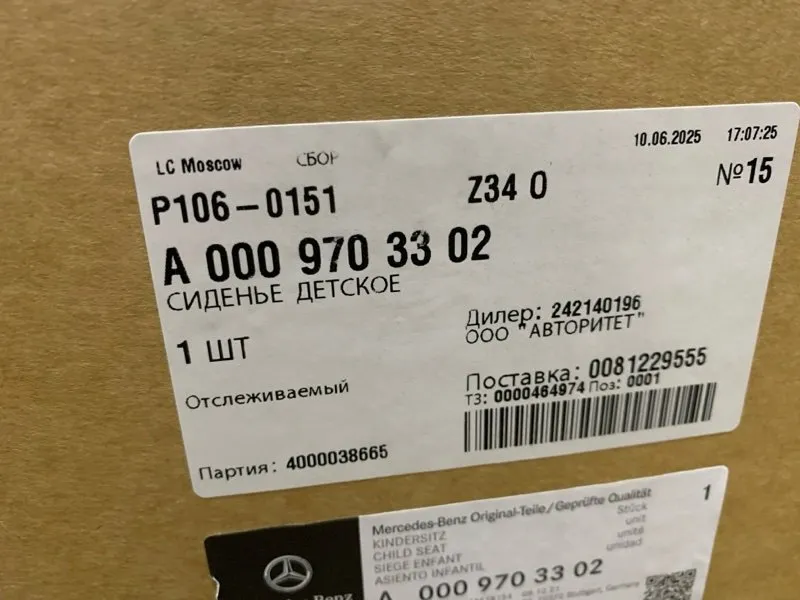 LC Moscow СБОР 10.06.2025 17:07:25
P106-0151 Z34 0 №15
A 000 970 33 02
СИДЕНЬЕ ДЕТСКОЕ
Дилер: 242140196
ООО "АВТОРИТЕТ"
1 ШТ
Поставка: 0081229555
ТЗ: 0000464974 Поз: 0001
Отслеживаемый
Партия: 4000038665
Mercedes-Benz Original-Teile/Geprüfte Qualität 1
KINDERSITZ Stück
CHILD SEAT unit
SIEGE ENFANT unité
ASIENTO INFANTIL unidad
A 000 970 33 02
Stuttgart, Germany